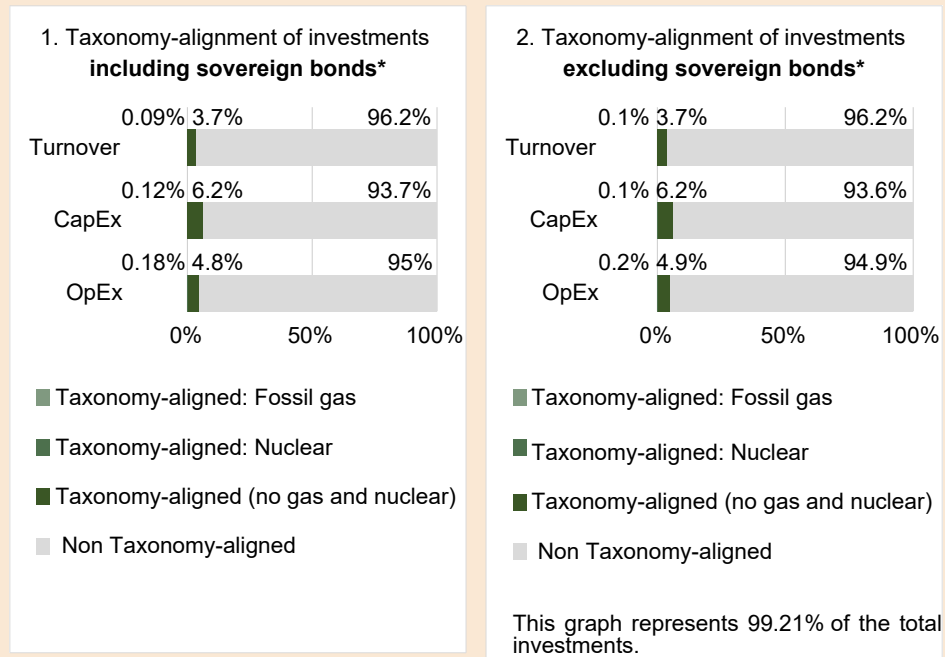 1. Taxonomy-alignment of investments
including sovereign bonds*
0.09% 3.7% 96.2%
Turnover
0.12% 6.2% 93.7%
CapEx
0.18% 4.8% 95%
OpEx
0% 50% 100%
Taxonomy-aligned: Fossil gas
Taxonomy-aligned: Nuclear
Taxonomy-aligned (no gas and nuclear)
Non Taxonomy-aligned
2. Taxonomy-alignment of investments
excluding sovereign bonds*
0.1% 3.7% 96.2%
Turnover
0.1% 6.2% 93.6%
CapEx
0.2% 4.9% 94.9%
OpEx
0% 50% 100%
Taxonomy-aligned: Fossil gas
Taxonomy-aligned: Nuclear
Taxonomy-aligned (no gas and nuclear)
Non Taxonomy-aligned
This graph represents 99.21% of the total
investments.